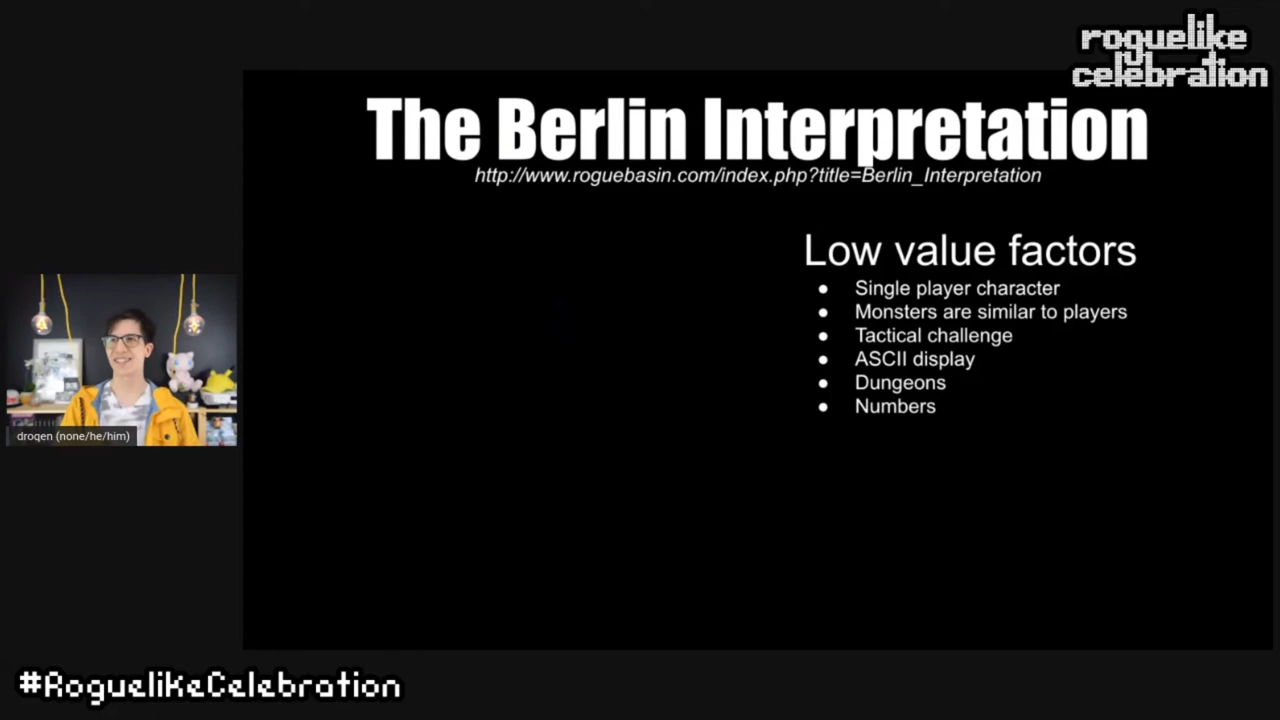 roguelike
celebration
The Berlin Interpretation
http://www.roguebasin.com/index.php?title=Berlin_Interpretation
Low value factors
● Single player character
● Monsters are similar to players
● Tactical challenge
● ASCII display
● Dungeons
● Numbers
droqen (none/he/him)
#RoguelikeCelebration